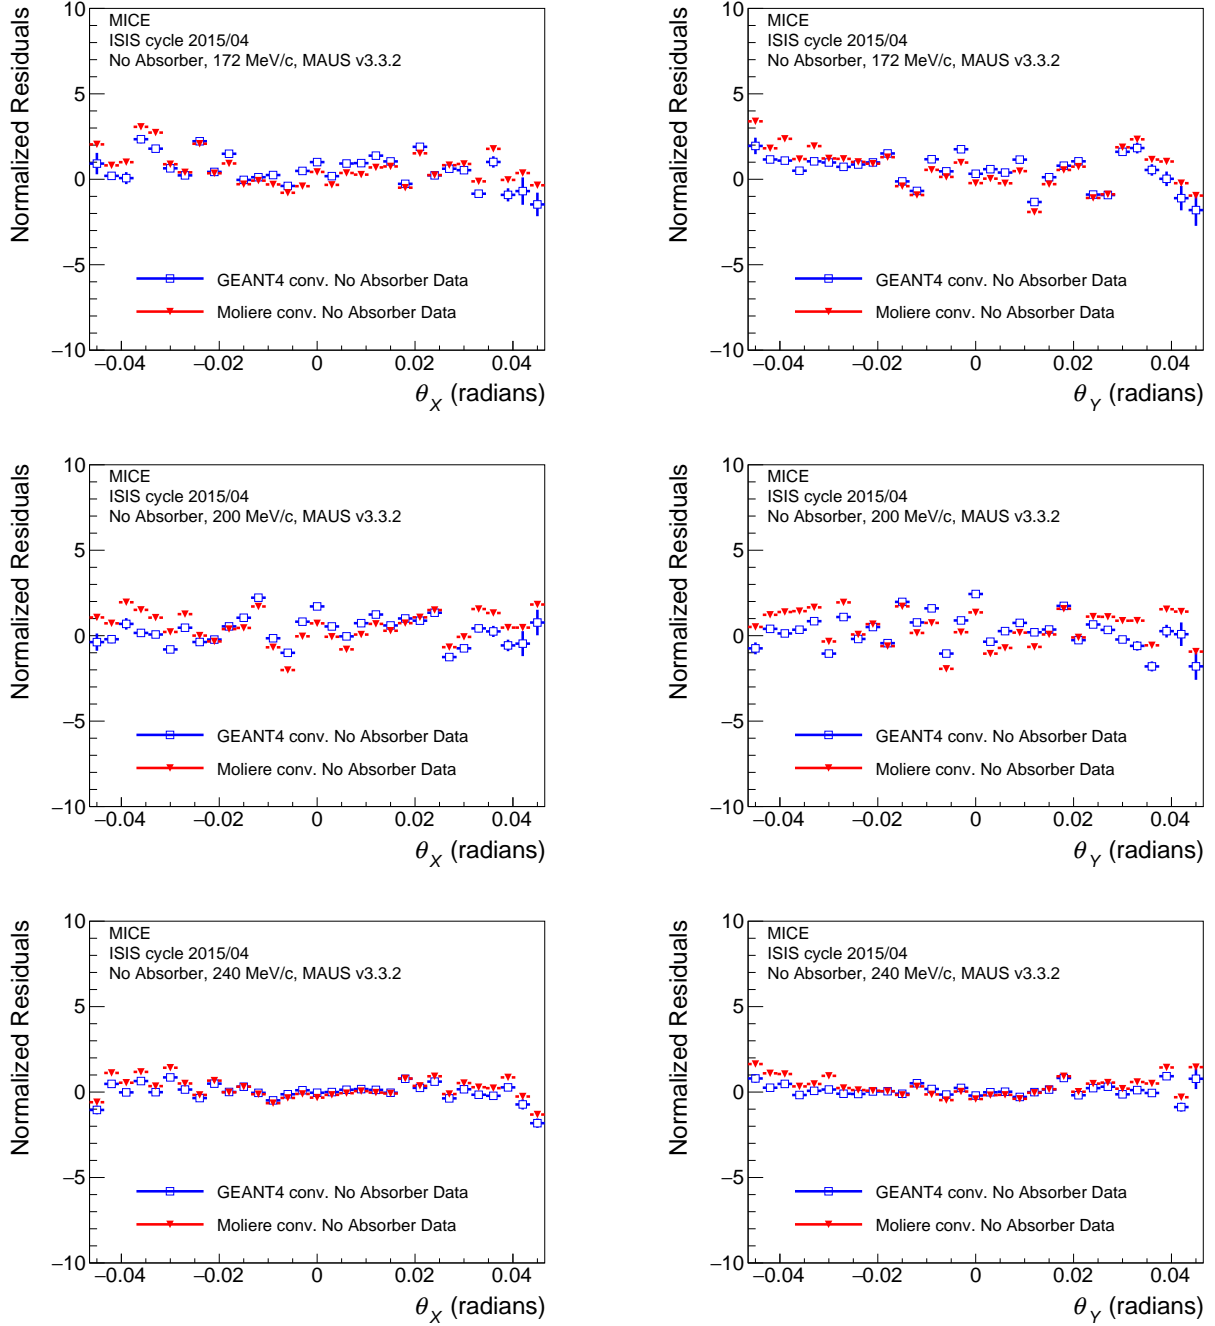 Normalized Residuals
10
5
0
−5
−10
MICE
ISIS cycle 2015/04
No Absorber, 172 MeV/c, MAUS v3.3.2
GEANT4 conv. No Absorber Data
Moliere conv. No Absorber Data
−0.04 −0.02 0 0.02 0.04
θX (radians)
Normalized Residuals
10
5
0
−5
−10
MICE
ISIS cycle 2015/04
No Absorber, 172 MeV/c, MAUS v3.3.2
GEANT4 conv. No Absorber Data
Moliere conv. No Absorber Data
−0.04 −0.02 0 0.02 0.04
θY (radians)
Normalized Residuals
10
5
0
−5
−10
MICE
ISIS cycle 2015/04
No Absorber, 200 MeV/c, MAUS v3.3.2
GEANT4 conv. No Absorber Data
Moliere conv. No Absorber Data
−0.04 −0.02 0 0.02 0.04
θX (radians)
Normalized Residuals
10
5
0
−5
−10
MICE
ISIS cycle 2015/04
No Absorber, 200 MeV/c, MAUS v3.3.2
GEANT4 conv. No Absorber Data
Moliere conv. No Absorber Data
−0.04 −0.02 0 0.02 0.04
θY (radians)
Normalized Residuals
10
5
0
−5
−10
MICE
ISIS cycle 2015/04
No Absorber, 240 MeV/c, MAUS v3.3.2
GEANT4 conv. No Absorber Data
Moliere conv. No Absorber Data
−0.04 −0.02 0 0.02 0.04
θX (radians)
Normalized Residuals
10
5
0
−5
−10
MICE
ISIS cycle 2015/04
No Absorber, 240 MeV/c, MAUS v3.3.2
GEANT4 conv. No Absorber Data
Moliere conv. No Absorber Data
−0.04 −0.02 0 0.02 0.04
θY (radians)